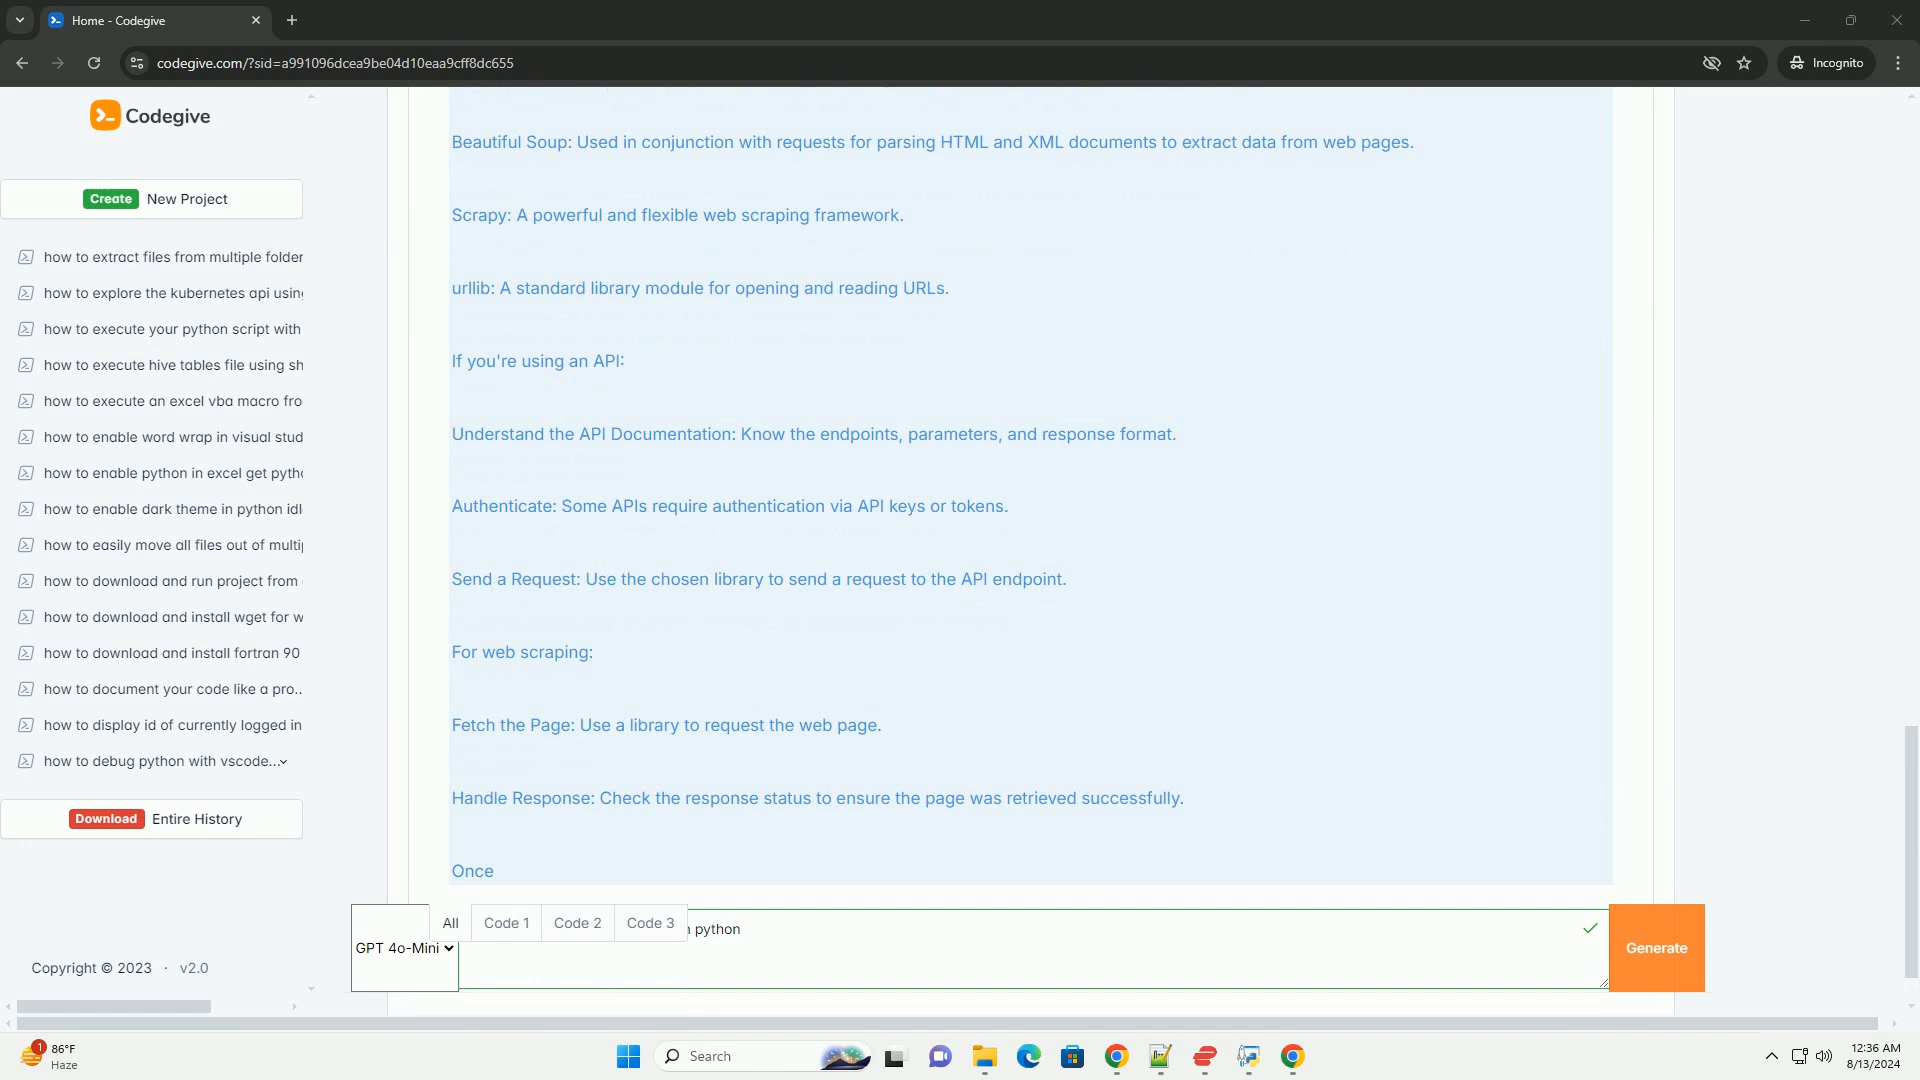 Home - Codegive
codegive.com/?sid=a991096dcea9be04d10eaa9cff8dc655
Incognito
Codegive
Create New Project
how to extract files from multiple folder
how to explore the kubernetes api using
how to execute your python script with
how to execute hive tables file using sh
how to execute an excel vba macro fro
how to enable word wrap in visual stud
how to enable python in excel get pytho
how to enable dark theme in python idl
how to easily move all files out of multip
how to download and run project from
how to download and install wget for w
how to download and install fortran 90
how to document your code like a pro...
how to display id of currently logged in
how to debug python with vscode...
Download Entire History
Copyright © 2023 · v2.0
Beautiful Soup: Used in conjunction with requests for parsing HTML and XML documents to extract data from web pages.
Scrapy: A powerful and flexible web scraping framework.
urllib: A standard library module for opening and reading URLs.
If you're using an API:
Understand the API Documentation: Know the endpoints, parameters, and response format.
Authenticate: Some APIs require authentication via API keys or tokens.
Send a Request: Use the chosen library to send a request to the API endpoint.
For web scraping:
Fetch the Page: Use a library to request the web page.
Handle Response: Check the response status to ensure the page was retrieved successfully.
Once
All Code 1 Code 2 Code 3
python
GPT 4o-Mini
Generate
1
86°F
Haze
Search
12:36 AM
8/13/2024